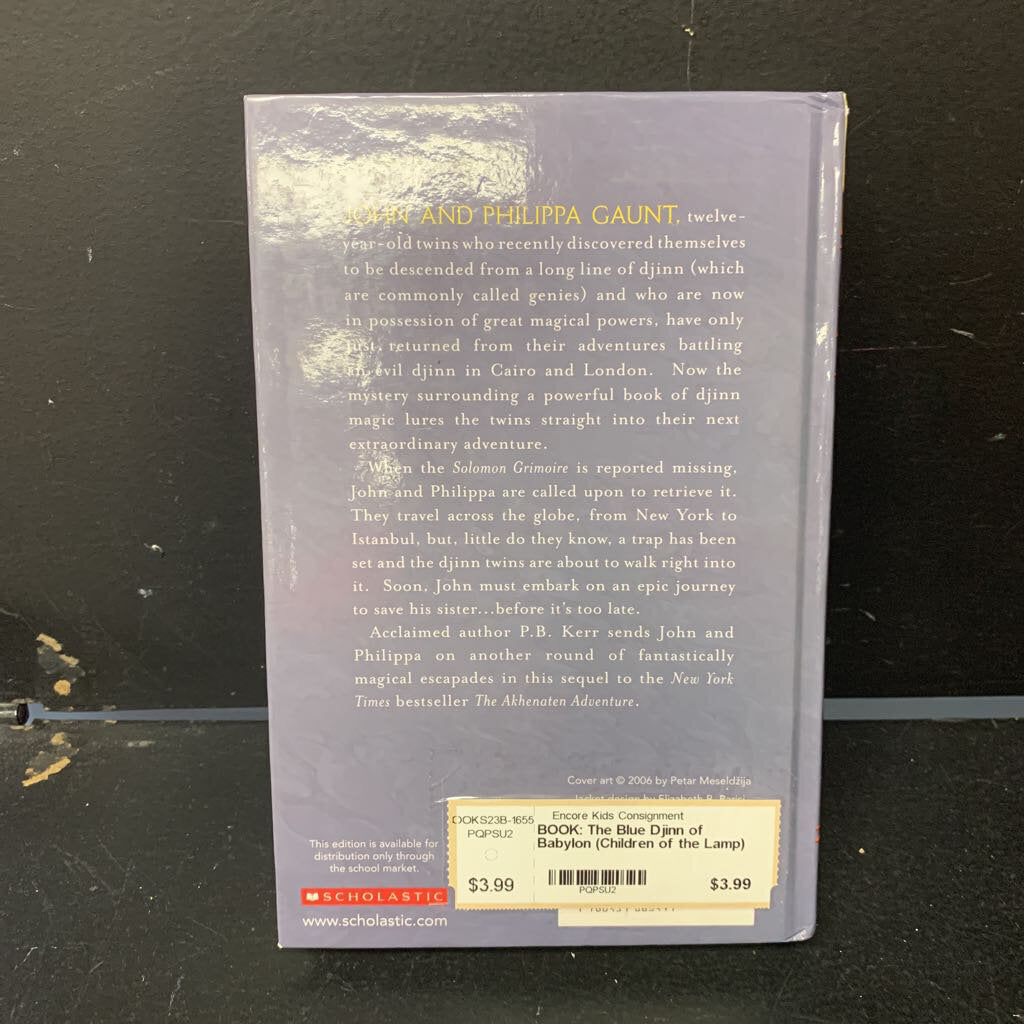 JOHN AND PHILIPPA GAUNT, twelve-
year-old twins who recently discovered themselves
to be descended from a long line of djinn (which
are commonly called genies) and who are now
in possession of great magical powers, have only
just returned from their adventures battling
an evil djinn in Cairo and London. Now the
mystery surrounding a powerful book of djinn
magic lures the twins straight into their next
extraordinary adventure.
When the Solomon Grimoire is reported missing,
John and Philippa are called upon to retrieve it.
They travel across the globe, from New York to
Istanbul, but, little do they know, a trap has been
set and the djinn twins are about to walk right into
it. Soon, John must embark on an epic journey
to save his sister...before it's too late.
Acclaimed author P.B. Kerr sends John and
Philippa on another round of fantastically
magical escapades in this sequel to the New York
Times bestseller The Akhenaten Adventure.
Cover art © 2006 by Petar Meseldžija
Jacket design by Elizabeth B. Parisi
This edition is available for
distribution only through
the school market.
SCHOLASTIC
www.scholastic.com
OOKS23B-1655
PQPSU2
$3.99
Encore Kids Consignment
BOOK: The Blue Djinn of
Babylon (Children of the Lamp)
PQPSU2
$3.99